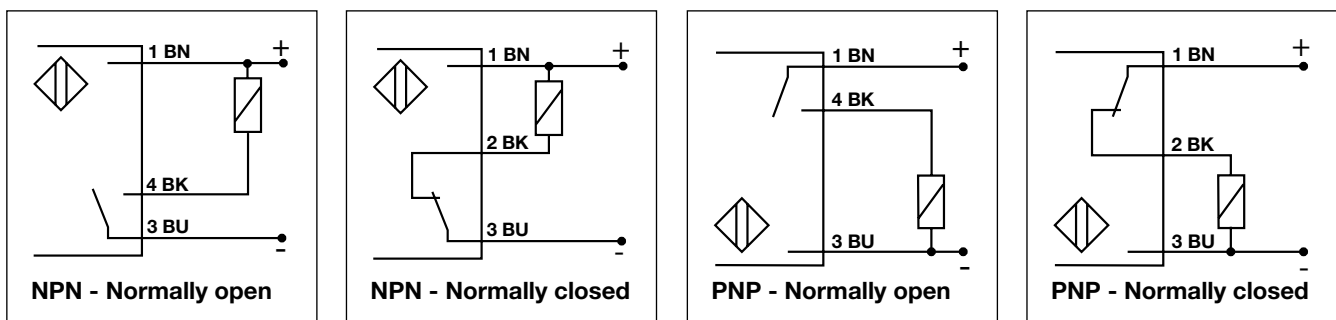 1 BN
+
4 BK
3 BU
-
NPN - Normally open
1 BN
+
2 BK
3 BU
-
NPN - Normally closed
1 BN
+
4 BK
3 BU
-
PNP - Normally open
1 BN
+
2 BK
3 BU
-
PNP - Normally closed